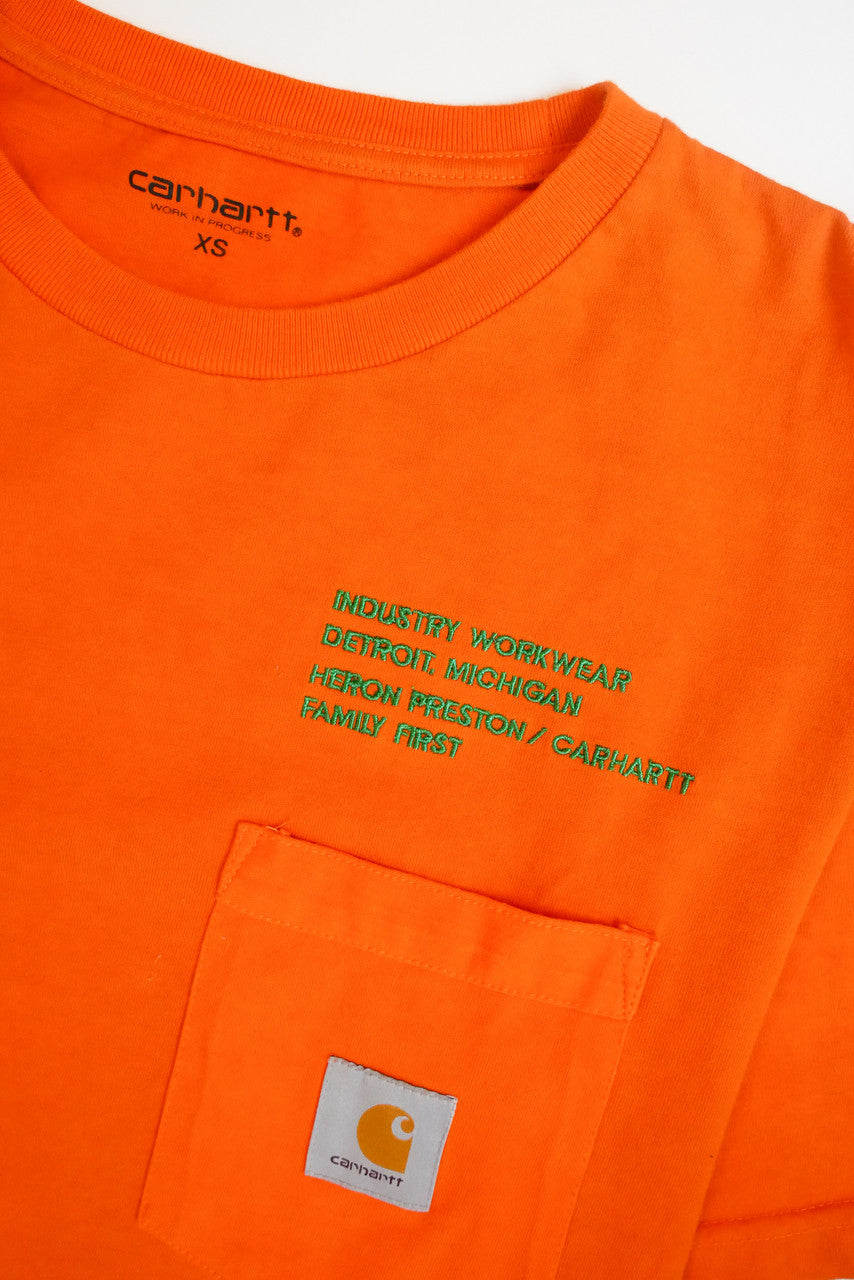 carhartt®
WORK IN PROGRESS
XS
INDUSTRY WORKWEAR
DETROIT, MICHIGAN
HERON PRESTON / CARHARTT
FAMILY FIRST
carhartt